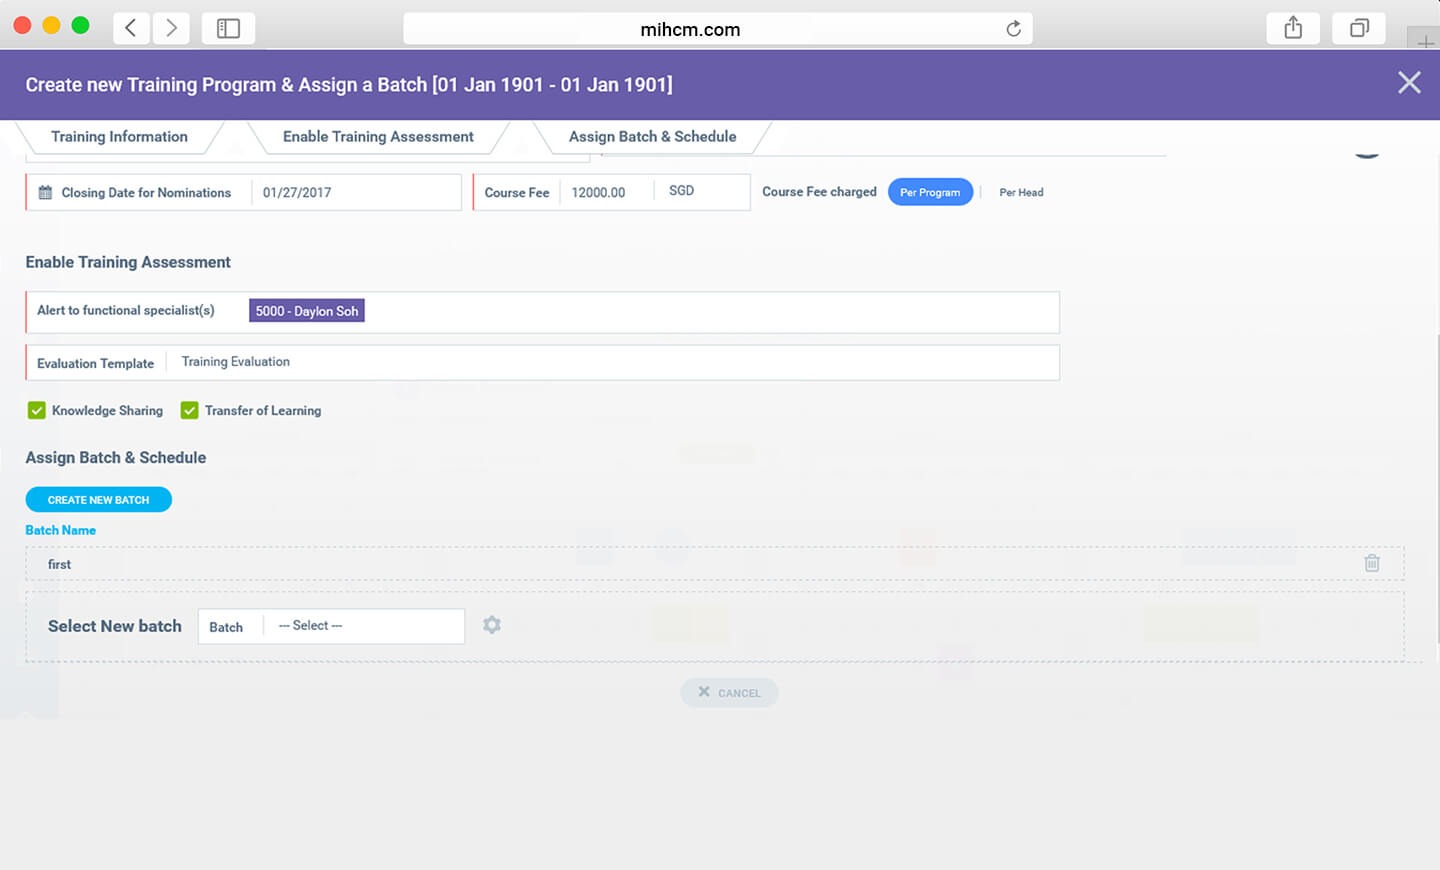 mihcm.com
Create new Training Program & Assign a Batch [01 Jan 1901 - 01 Jan 1901]
Training Information Enable Training Assessment Assign Batch & Schedule
Closing Date for Nominations 01/27/2017 Course Fee 12000.00 SGD Course Fee charged Per Program Per Head
Enable Training Assessment
Alert to functional specialist(s) 5000 - Daylon Soh
Evaluation Template Training Evaluation
Knowledge Sharing Transfer of Learning
Assign Batch & Schedule
CREATE NEW BATCH
Batch Name
first
Select New batch Batch --- Select ---
CANCEL